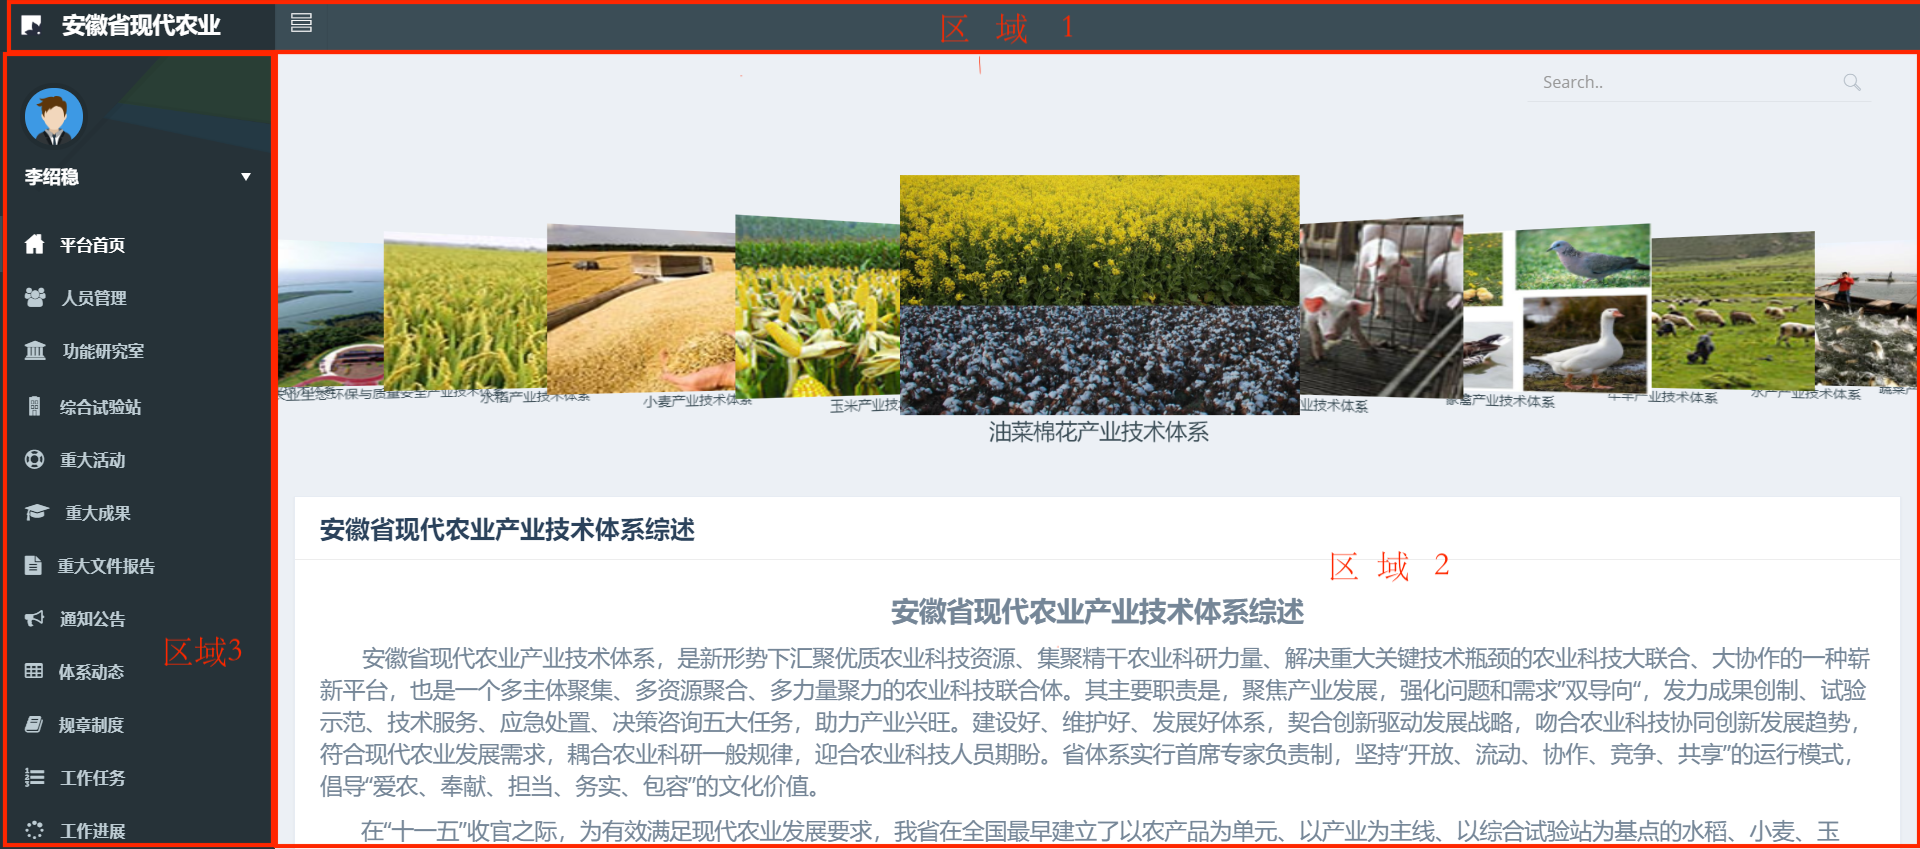 安徽省现代农业
区 域 1
Search..
李绍稳
平台首页
人员管理
功能研究室
综合试验站
重大活动
重大成果
重大文件报告
通知公告
体系动态
规章制度
工作任务
工作进展
区域3
业生态环保与质量安全产业技术体系
水稻产业技术体系
小麦产业技术体系
玉米产业技
油菜棉花产业技术体系
业技术体系
家禽产业技术体系
牛羊产业技术体系
水产产业技术体系
蔬菜产
安徽省现代农业产业技术体系综述
区 域 2
安徽省现代农业产业技术体系综述
安徽省现代农业产业技术体系，是新形势下汇聚优质农业科技资源、集聚精干农业科研力量、解决重大关键技术瓶颈的农业科技大联合、大协作的一种崭
新平台，也是一个多主体聚集、多资源聚合、多力量聚力的农业科技联合体。其主要职责是，聚焦产业发展，强化问题和需求”双导向“，发力成果创制、试验
示范、技术服务、应急处置、决策咨询五大任务，助力产业兴旺。建设好、维护好、发展好体系，契合创新驱动发展战略，吻合农业科技协同创新发展趋势，
符合现代农业发展需求，耦合农业科研一般规律，迎合农业科技人员期盼。省体系实行首席专家负责制，坚持“开放、流动、协作、竞争、共享”的运行模式，
倡导“爱农、奉献、担当、务实、包容”的文化价值。
在“十一五”收官之际，为有效满足现代农业发展要求，我省在全国最早建立了以农产品为单元、以产业为主线、以综合试验站为基点的水稻、小麦、玉